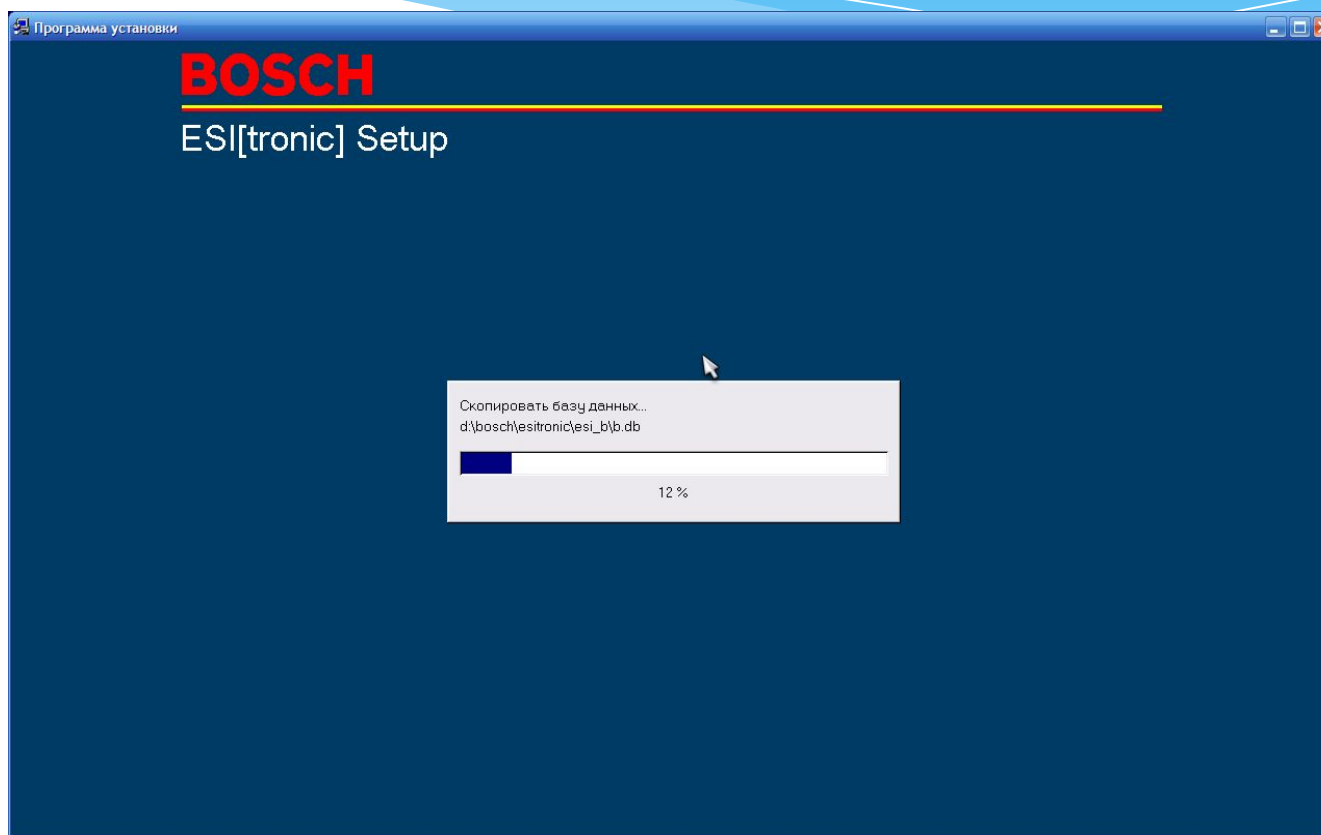 Программа установки
BOSCH
ESI[tronic] Setup
Скопировать базу данных...
d:\bosch\esitronic\esi_b\b.db
12 %